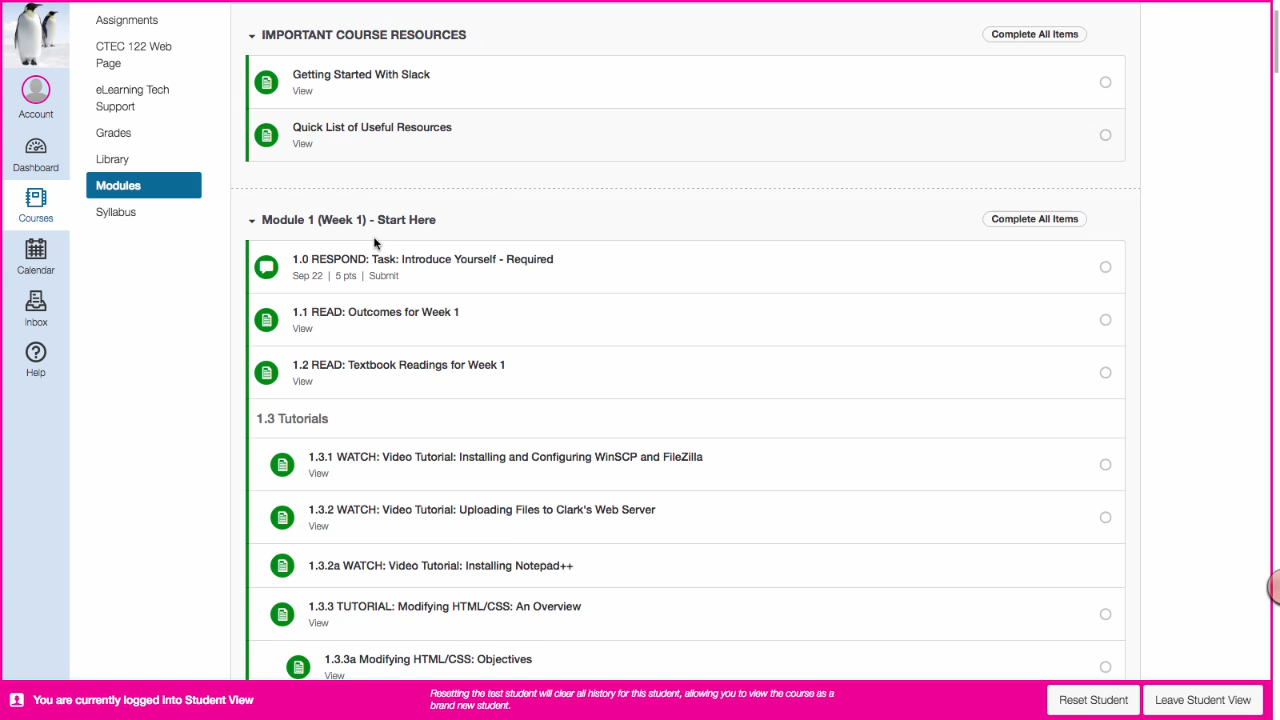 Assignments
CTEC 122 Web
Page
eLearning Tech
Support
Grades
Library
Modules
Syllabus
Account
Dashboard
Courses
Calendar
Inbox
Help
IMPORTANT COURSE RESOURCES
Complete All Items
Getting Started With Slack
View
Quick List of Useful Resources
View
Module 1 (Week 1) - Start Here
Complete All Items
1.0 RESPOND: Task: Introduce Yourself - Required
Sep 22 | 5 pts | Submit
1.1 READ: Outcomes for Week 1
View
1.2 READ: Textbook Readings for Week 1
View
1.3 Tutorials
1.3.1 WATCH: Video Tutorial: Installing and Configuring WinSCP and FileZilla
View
1.3.2 WATCH: Video Tutorial: Uploading Files to Clark's Web Server
View
1.3.2a WATCH: Video Tutorial: Installing Notepad++
1.3.3 TUTORIAL: Modifying HTML/CSS: An Overview
View
1.3.3a Modifying HTML/CSS: Objectives
View
You are currently logged into Student View
Resetting the test student will clear all history for this student, allowing you to view the course as a
brand new student.
Reset Student
Leave Student View